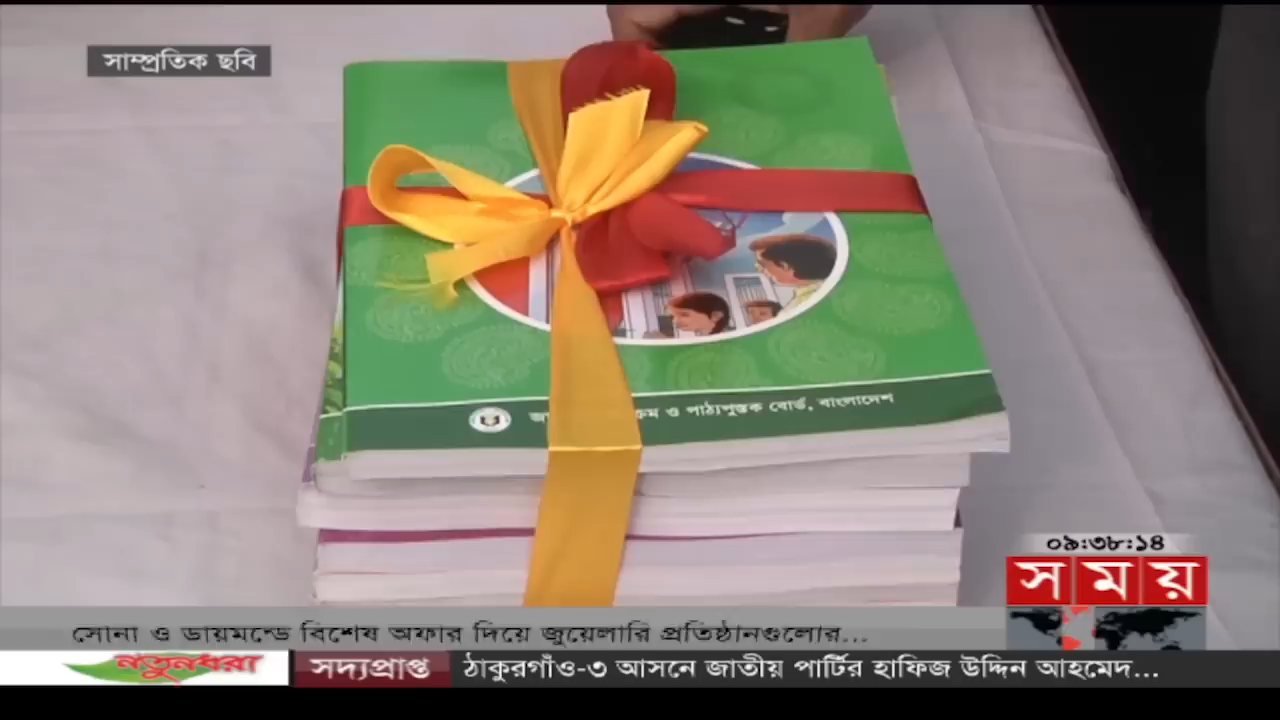 সাম্প্রতিক ছবি
ও পাঠ্যপুস্তক বোর্ড, বাংলাদেশ
০৯:৩৮:১৪
সময়
সোনা ও ডায়মন্ডে বিশেষ অফার দিয়ে জুয়েলারি প্রতিষ্ঠানগুলোর...
নতুনধরা
সদ্যপ্রাপ্ত ঠাকুরগাঁও-৩ আসনে জাতীয় পার্টির হাফিজ উদ্দিন আহমেদ...